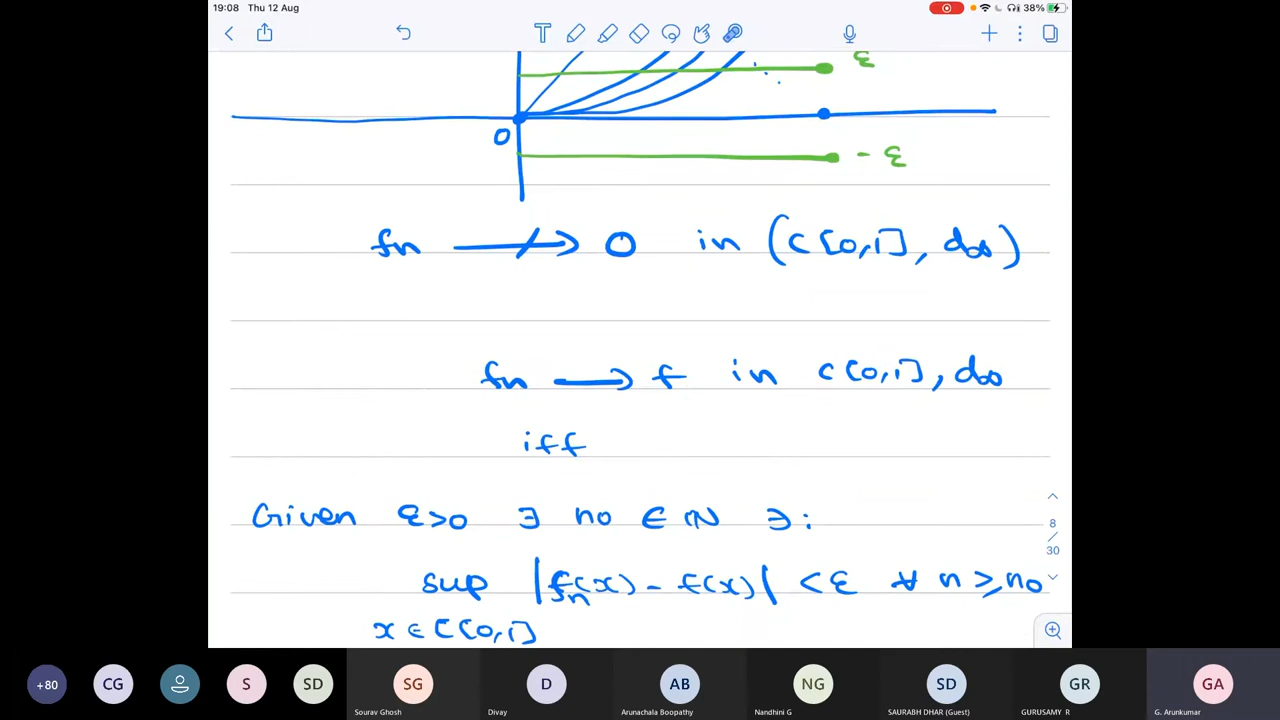 19:08 Thu 12 Aug
38%
ε
0
- ε
fn ↛ 0 in (C[0,1], d∞)
fn → f in C[0,1], d∞
iff
Given ε>0 ∃ no ∈ ℕ ∋:
sup |fn(x) - f(x)| < ε ∀ n ≥ no
x ∈ C[0,1]
8
/
30
+80
CG
S
SD
SG
D
AB
NG
SD
GR
GA
Sourav Ghosh
Divay
Arunachala Boopathy
Nandhini G
SAURABH DHAR (Guest)
GURUSAMY R
G. Arunkumar